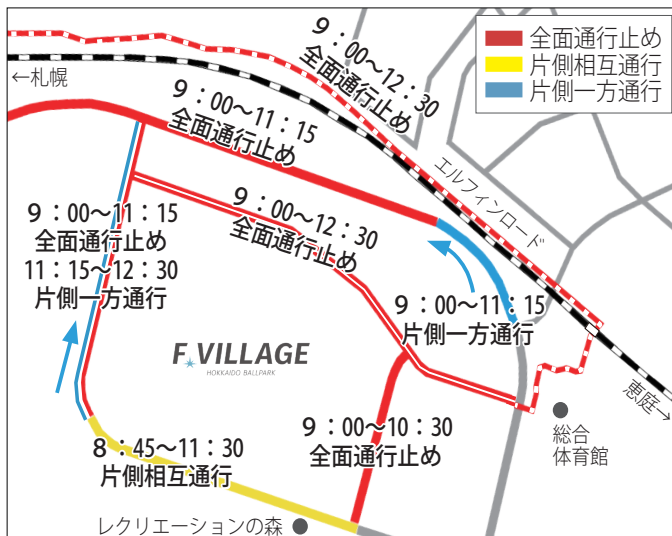 全面通行止め
片側相互通行
片側一方通行
←札幌
9：00～12：30
全面通行止め
9：00～11：15
全面通行止め
エルフィンロード
9：00～11：15
全面通行止め
11：15～12：30
片側一方通行
9：00～12：30
全面通行止め
9：00～11：15
片側一方通行
F VILLAGE
HOKKAIDO BALLPARK
恵庭→
総合
体育館
9：00～10：30
全面通行止め
8：45～11：30
片側相互通行
レクリエーションの森